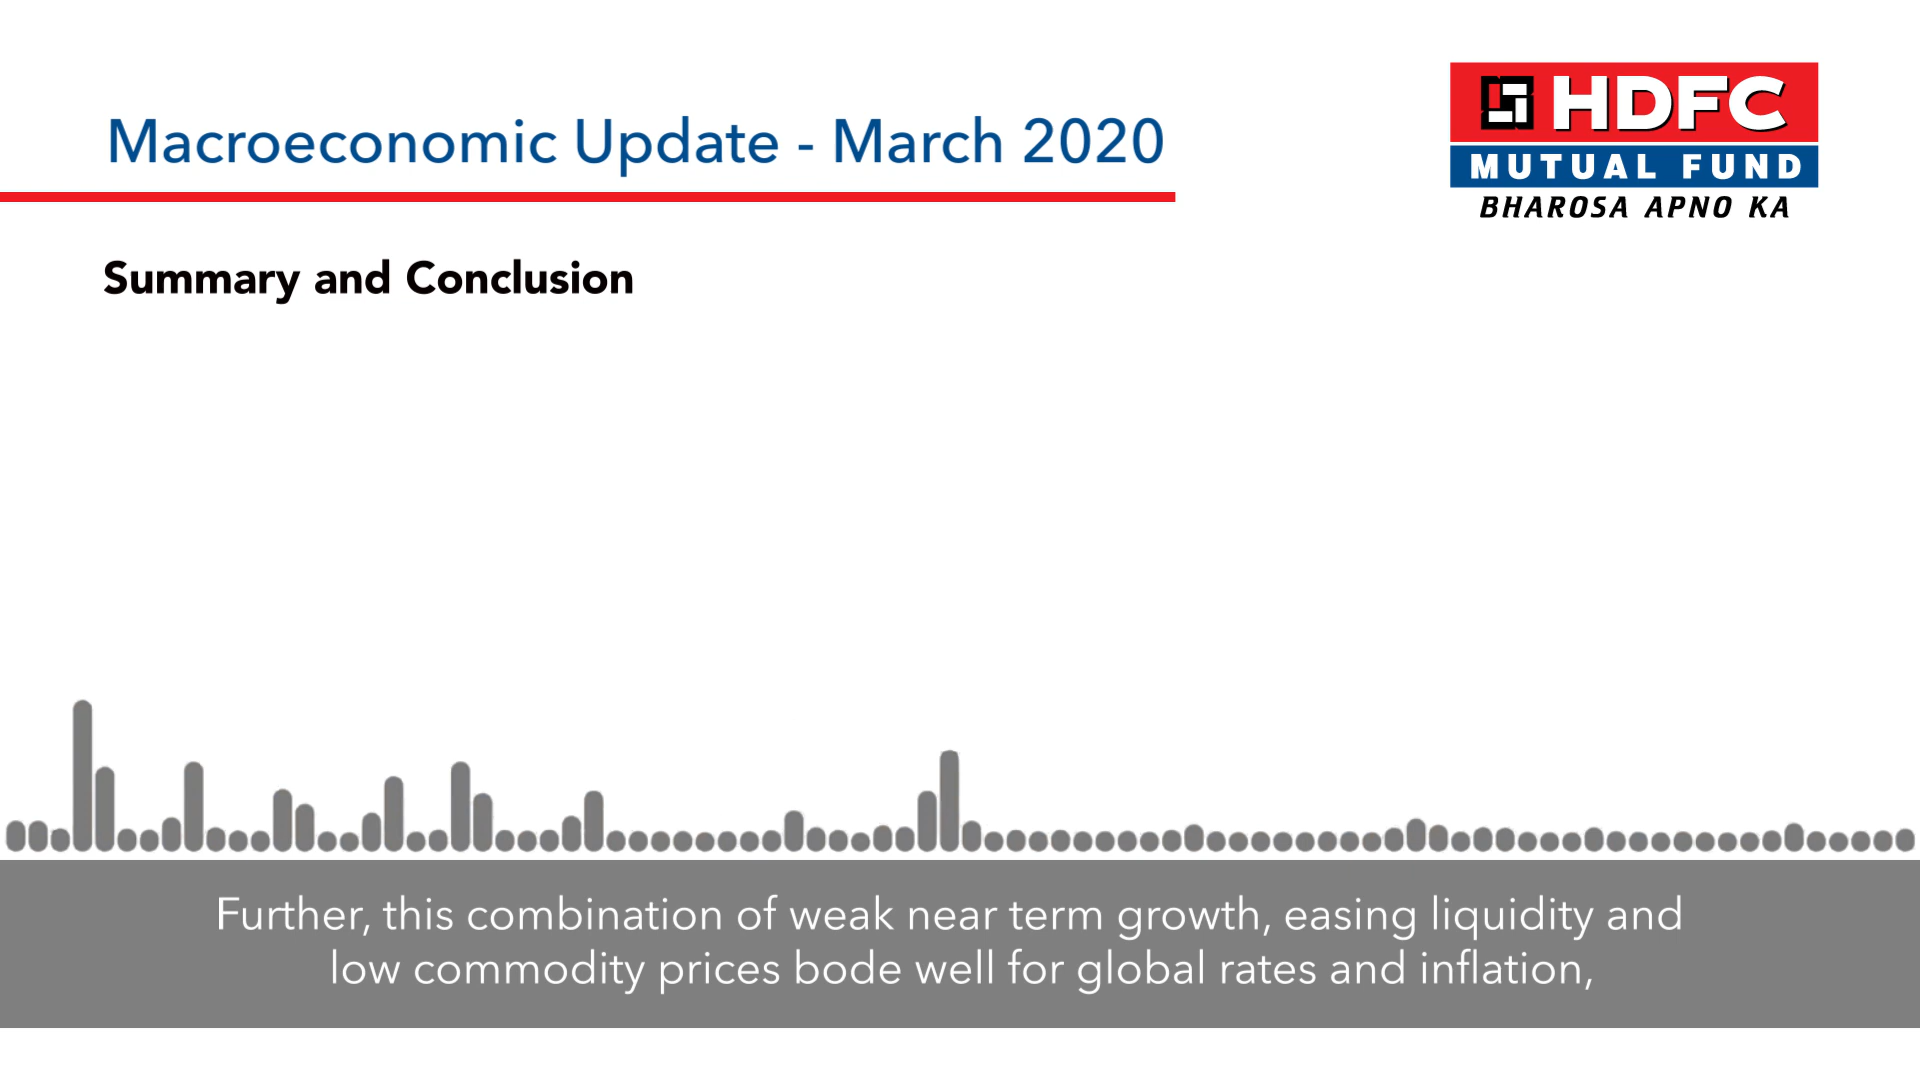 Macroeconomic Update - March 2020
HDFC
MUTUAL FUND
BHAROSA APNO KA
Summary and Conclusion
Further, this combination of weak near term growth, easing liquidity and
low commodity prices bode well for global rates and inflation,